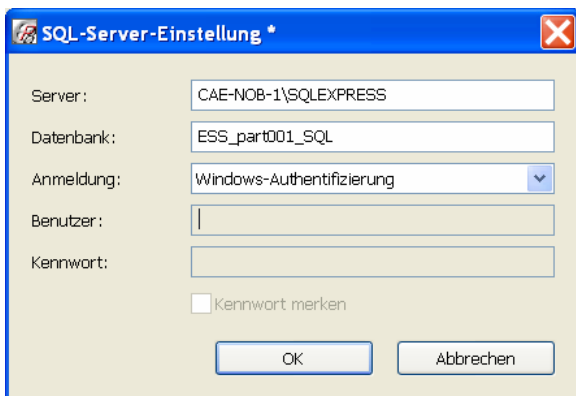 SQL-Server-Einstellung *
Server: CAE-NOB-1\SQLEXPRESS
Datenbank: ESS_part001_SQL
Anmeldung: Windows-Authentifizierung
Benutzer:
Kennwort:
Kennwort merken
OK Abbrechen